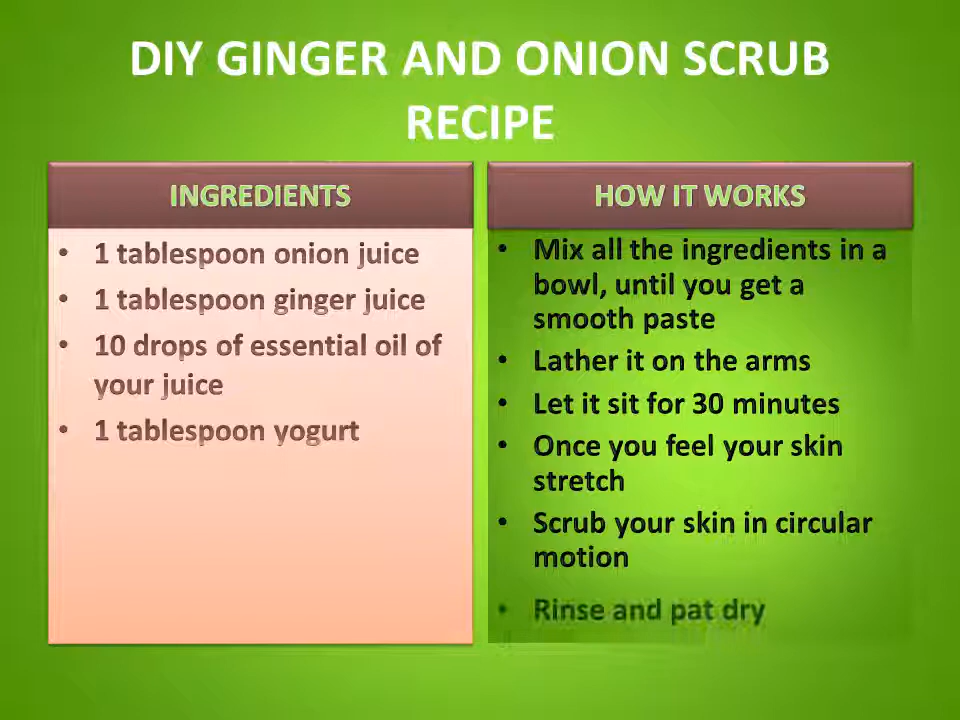 DIY GINGER AND ONION SCRUB
RECIPE
INGREDIENTS
• 1 tablespoon onion juice
• 1 tablespoon ginger juice
• 10 drops of essential oil of
your juice
• 1 tablespoon yogurt
HOW IT WORKS
• Mix all the ingredients in a
bowl, until you get a
smooth paste
• Lather it on the arms
• Let it sit for 30 minutes
• Once you feel your skin
stretch
• Scrub your skin in circular
motion
• Rinse and pat dry